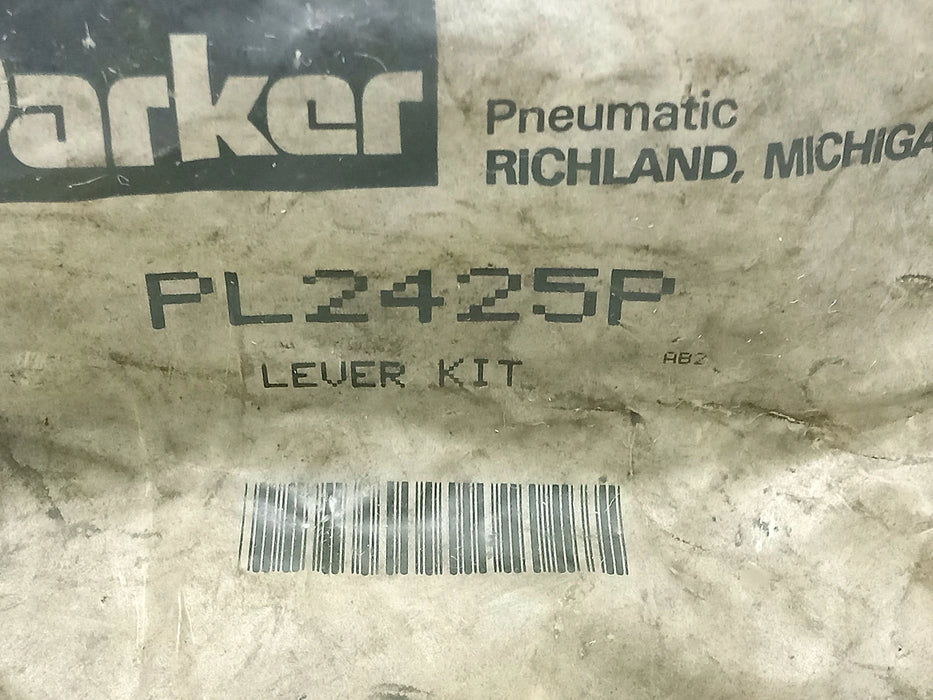 Parker
Pneumatic
RICHLAND, MICHIGA
PL2425P
LEVER KIT
AB2